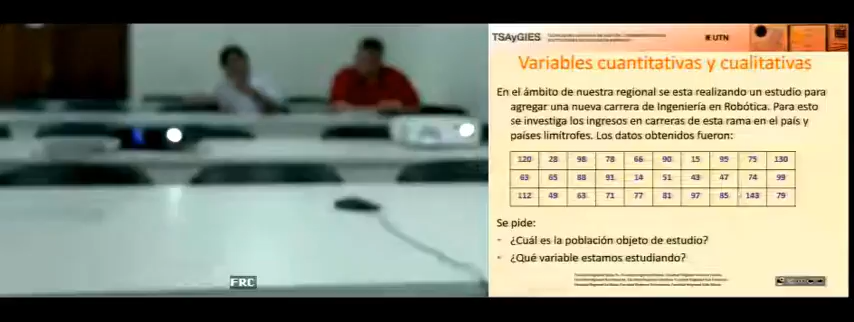 TSAyGIES
UTN
Variables cuantitativas y cualitativas
En el ámbito de nuestra regional se esta realizando un estudio para
agregar una nueva carrera de Ingeniería en Robótica. Para esto
se investiga los ingresos en carreras de esta rama en el país y
países limítrofes. Los datos obtenidos fueron:
120 28 98 78 66 90 15 95 75 130
63 65 88 91 14 51 43 47 74 99
112 49 63 71 77 81 97 85 143 79
Se pide:
- ¿Cuál es la población objeto de estudio?
- ¿Qué variable estamos estudiando?
FRC